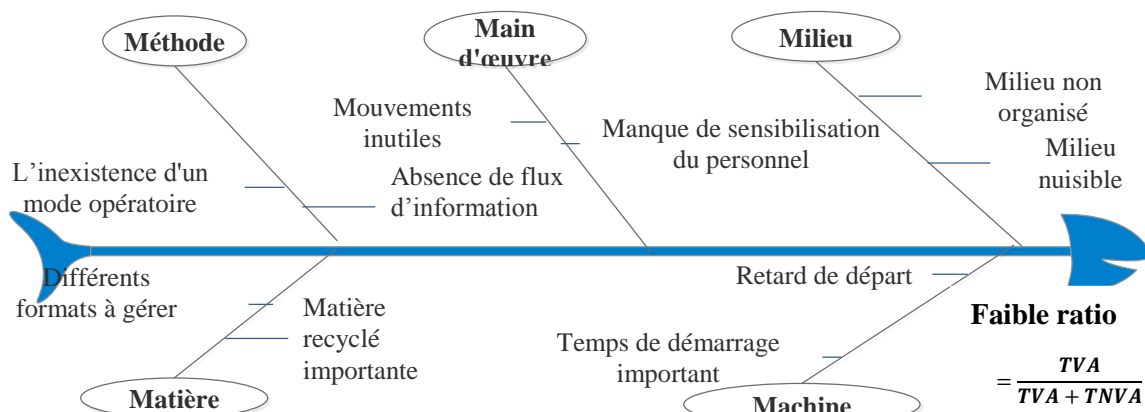 Méthode
Main
d'œuvre
Milieu
Mouvements
inutiles
Manque de sensibilisation
du personnel
Milieu non
organisé
Milieu
nuisible
L’inexistence d'un
mode opératoire
Absence de flux
d’information
Différents
formats à gérer
Matière
recyclé
importante
Retard de départ
Temps de démarrage
important
Faible ratio
= TVA / TVA + TNVA
Matière
Machine